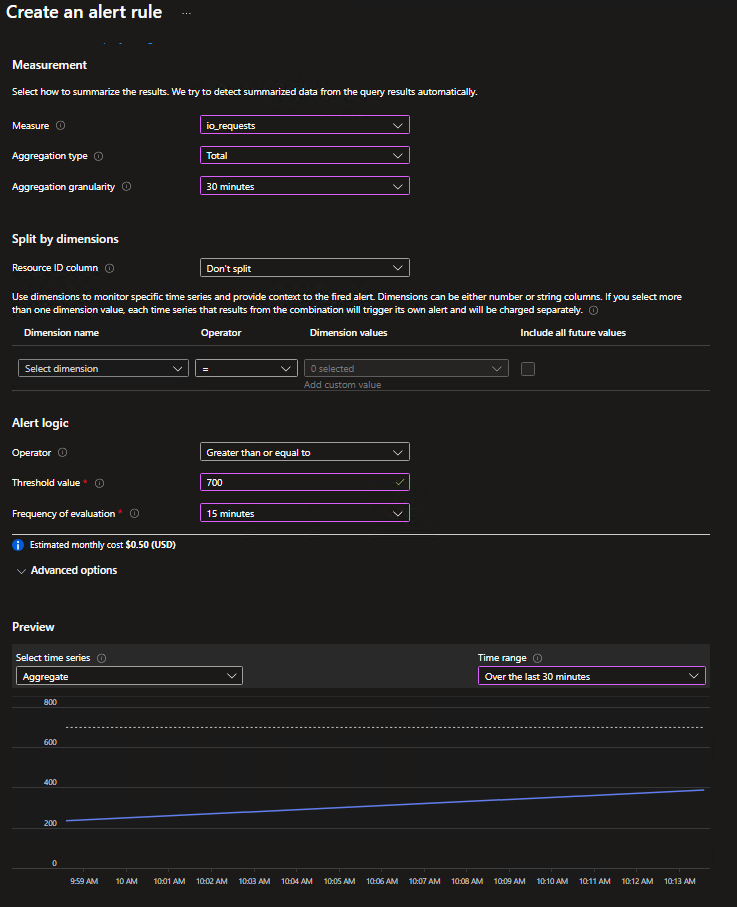 Create an alert rule ...
Measurement
Select how to summarize the results. We try to detect summarized data from the query results automatically.
Measure io_requests
Aggregation type Total
Aggregation granularity 30 minutes
Split by dimensions
Resource ID column Don't split
Use dimensions to monitor specific time series and provide context to the fired alert. Dimensions can be either number or string columns. If you select more
than one dimension value, each time series that results from the combination will trigger its own alert and will be charged separately.
Dimension name Operator Dimension values Include all future values
Select dimension = 0 selected
Add custom value
Alert logic
Operator Greater than or equal to
Threshold value * 700
Frequency of evaluation * 15 minutes
Estimated monthly cost $0.50 (USD)
Advanced options
Preview
Select time series Time range
Aggregate Over the last 30 minutes
800
600
400
200
0
9:59 AM 10 AM 10:01 AM 10:02 AM 10:03 AM 10:04 AM 10:05 AM 10:06 AM 10:07 AM 10:08 AM 10:09 AM 10:10 AM 10:11 AM 10:12 AM 10:13 AM